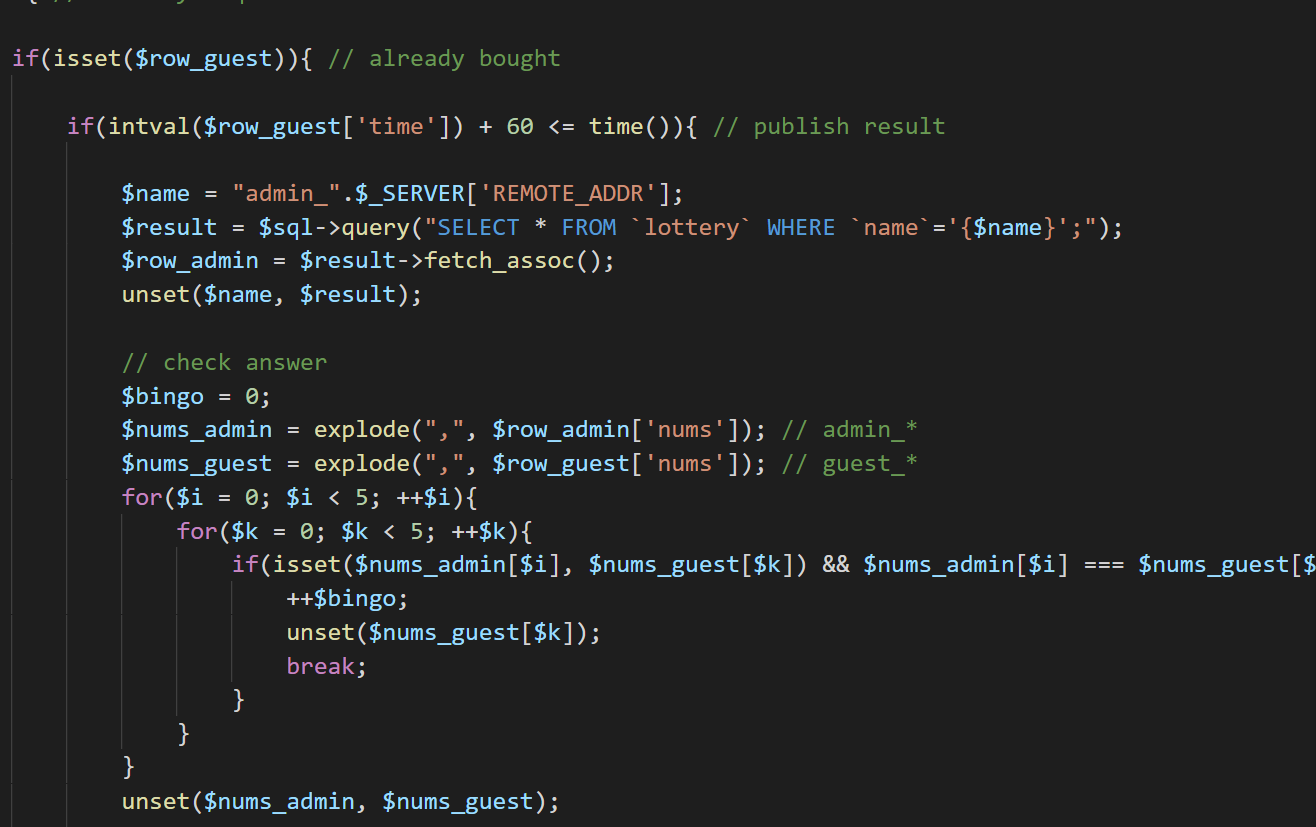 if(isset($row_guest)){ // already bought
if(intval($row_guest['time']) + 60 <= time()){ // publish result
$name = "admin_".$_SERVER['REMOTE_ADDR'];
$result = $sql->query("SELECT * FROM `lottery` WHERE `name`='{$name}';");
$row_admin = $result->fetch_assoc();
unset($name, $result);
// check answer
$bingo = 0;
$nums_admin = explode(",", $row_admin['nums']); // admin_*
$nums_guest = explode(",", $row_guest['nums']); // guest_*
for($i = 0; $i < 5; ++$i){
for($k = 0; $k < 5; ++$k){
if(isset($nums_admin[$i], $nums_guest[$k]) && $nums_admin[$i] === $nums_guest[$
++$bingo;
unset($nums_guest[$k]);
break;
}
}
}
unset($nums_admin, $nums_guest);